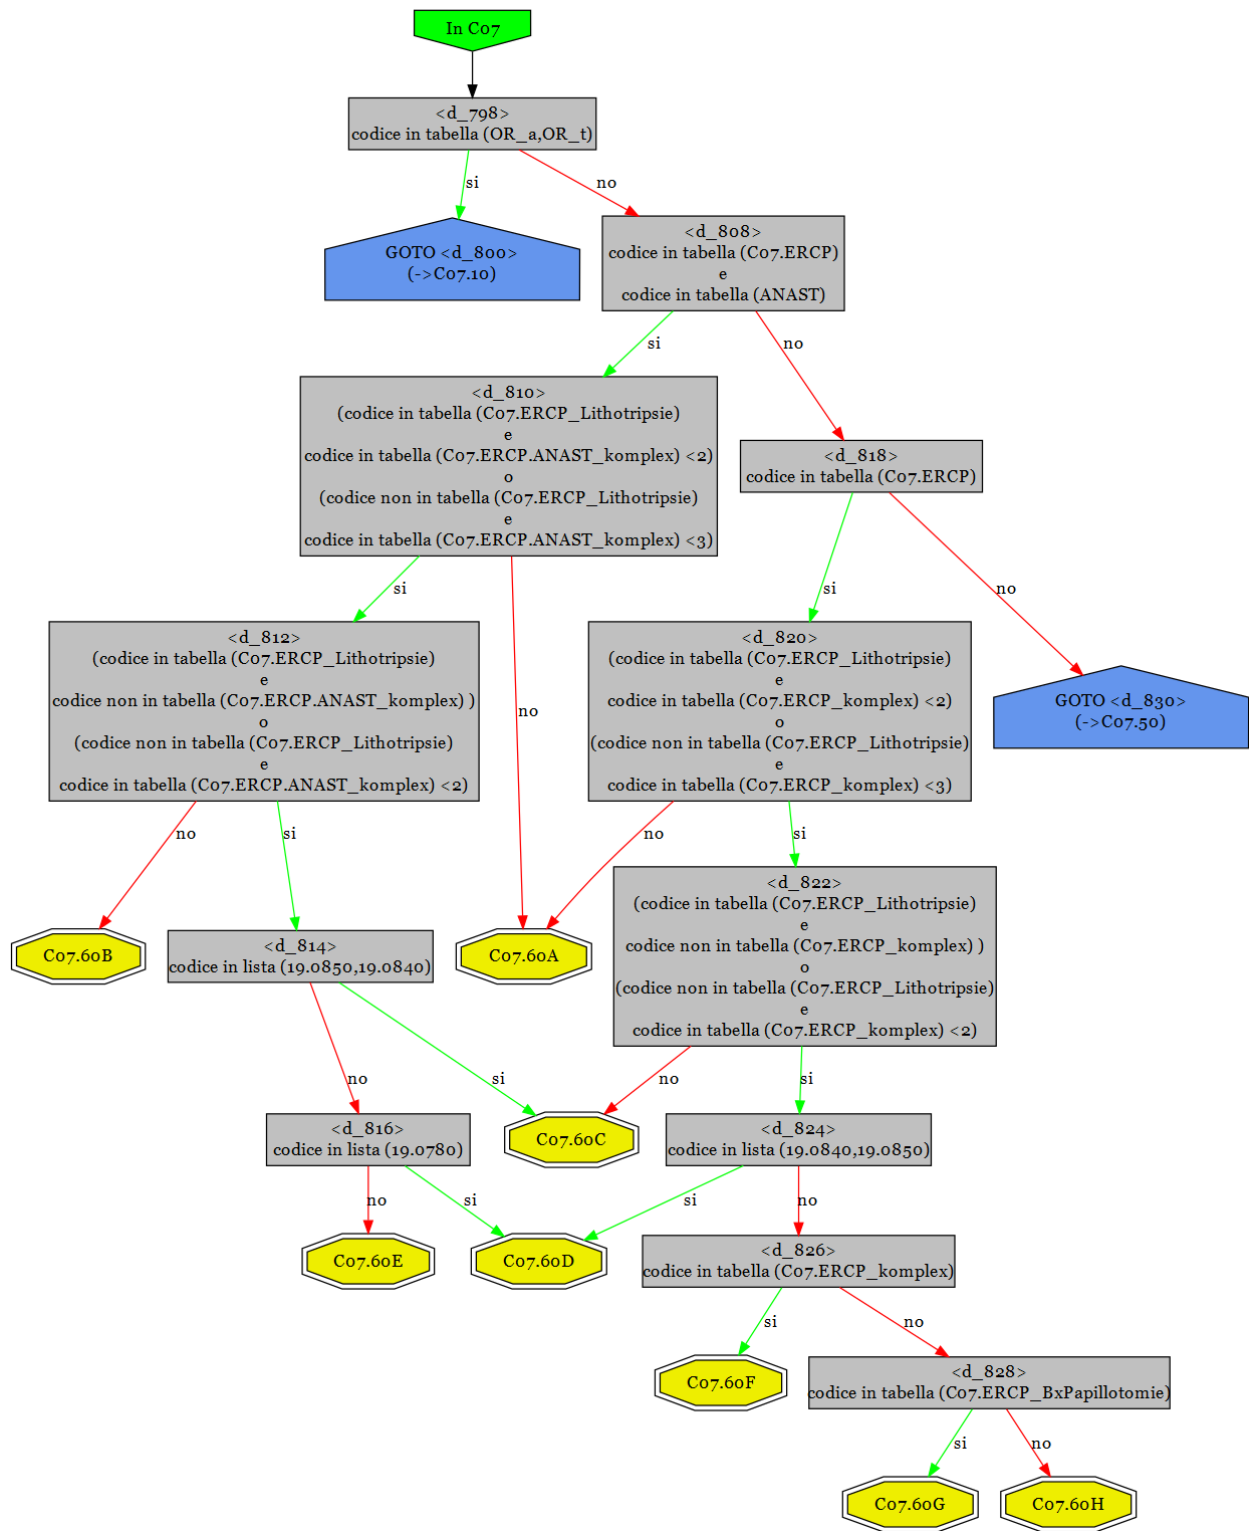 In C07
<d_798>
codice in tabella (OR_a,OR_t)
si
no
GOTO <d_800>
(->C07.10)
<d_808>
codice in tabella (C07.ERCP)
e
codice in tabella (ANAST)
si
no
<d_810>
(codice in tabella (C07.ERCP_Lithotripsie)
e
codice in tabella (C07.ERCP.ANAST_komplex) <2)
o
(codice non in tabella (C07.ERCP_Lithotripsie)
e
codice in tabella (C07.ERCP.ANAST_komplex) <3)
<d_818>
codice in tabella (C07.ERCP)
si
no
si
no
<d_812>
(codice in tabella (C07.ERCP_Lithotripsie)
e
codice non in tabella (C07.ERCP.ANAST_komplex) )
o
(codice non in tabella (C07.ERCP_Lithotripsie)
e
codice in tabella (C07.ERCP.ANAST_komplex) <2)
<d_820>
(codice in tabella (C07.ERCP_Lithotripsie)
e
codice in tabella (C07.ERCP_komplex) <2)
o
(codice non in tabella (C07.ERCP_Lithotripsie)
e
codice in tabella (C07.ERCP_komplex) <3)
GOTO <d_830>
(->C07.50)
no
si
no
si
<d_822>
(codice in tabella (C07.ERCP_Lithotripsie)
e
codice non in tabella (C07.ERCP_komplex) )
o
(codice non in tabella (C07.ERCP_Lithotripsie)
e
codice in tabella (C07.ERCP_komplex) <2)
C07.60B
<d_814>
codice in lista (19.0850,19.0840)
C07.60A
no
si
no
si
<d_816>
codice in lista (19.0780)
C07.60C
<d_824>
codice in lista (19.0840,19.0850)
no
si
si
no
C07.60E
C07.60D
<d_826>
codice in tabella (C07.ERCP_komplex)
si
no
C07.60F
<d_828>
codice in tabella (C07.ERCP_BxPapillotomie)
si
no
C07.60G
C07.60H